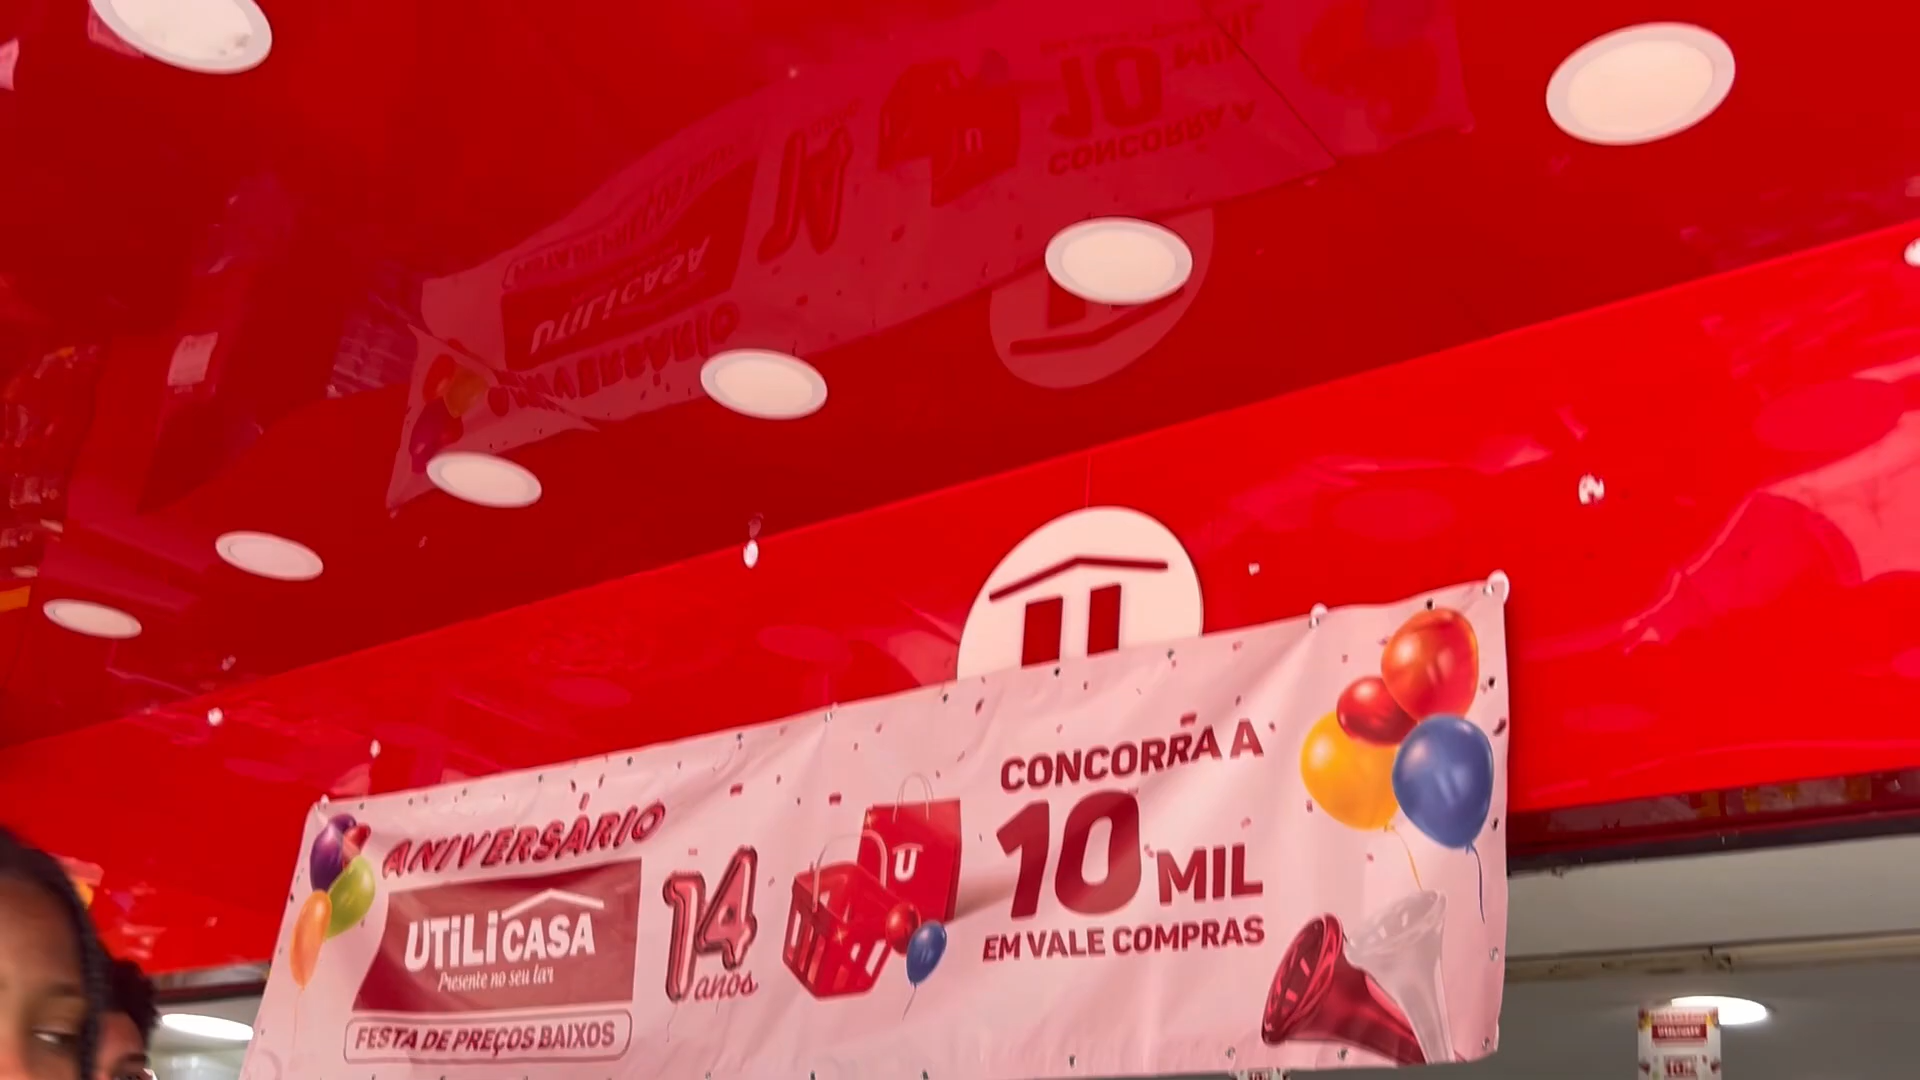 ANIVERSÁRIO
UTILICASA
Presente no seu lar
FESTA DE PREÇOS BAIXOS
14
anos
U
CONCORRA A
10 MIL
EM VALE COMPRAS